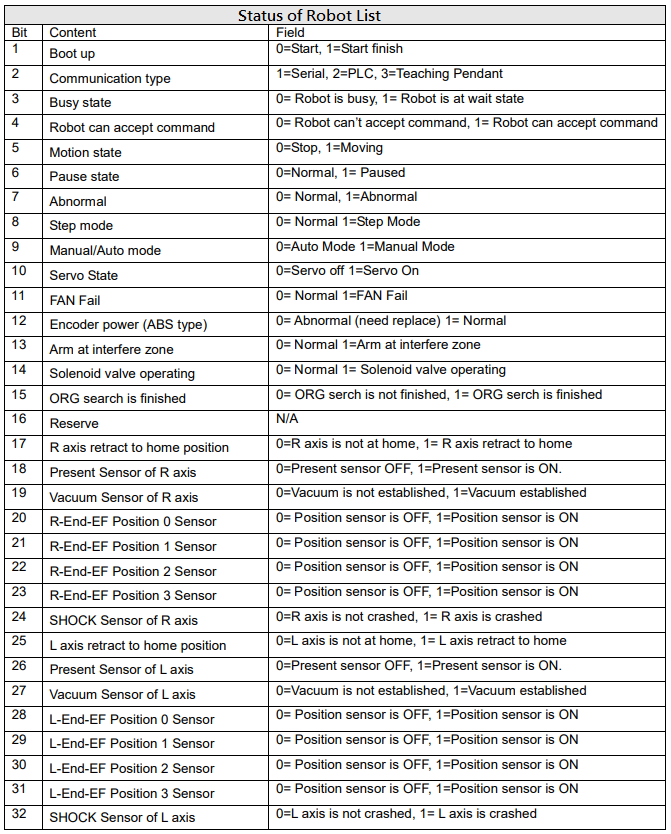 Status of Robot List
Bit Content Field
1 Boot up 0=Start, 1=Start finish
2 Communication type 1=Serial, 2=PLC, 3=Teaching Pendant
3 Busy state 0= Robot is busy, 1= Robot is at wait state
4 Robot can accept command 0= Robot can't accept command, 1= Robot can accept command
5 Motion state 0=Stop, 1=Moving
6 Pause state 0=Normal, 1= Paused
7 Abnormal 0= Normal, 1=Abnormal
8 Step mode 0= Normal 1=Step Mode
9 Manual/Auto mode 0=Auto Mode 1=Manual Mode
10 Servo State 0=Servo off 1=Servo On
11 FAN Fail 0= Normal 1=FAN Fail
12 Encoder power (ABS type) 0= Abnormal (need replace) 1= Normal
13 Arm at interfere zone 0= Normal 1=Arm at interfere zone
14 Solenoid valve operating 0= Normal 1= Solenoid valve operating
15 ORG search is finished 0= ORG serch is not finished, 1= ORG serch is finished
16 Reserve N/A
17 R axis retract to home position 0=R axis is not at home, 1= R axis retract to home
18 Present Sensor of R axis 0=Present sensor OFF, 1=Present sensor is ON.
19 Vacuum Sensor of R axis 0=Vacuum is not established, 1=Vacuum established
20 R-End-EF Position 0 Sensor 0= Position sensor is OFF, 1=Position sensor is ON
21 R-End-EF Position 1 Sensor 0= Position sensor is OFF, 1=Position sensor is ON
22 R-End-EF Position 2 Sensor 0= Position sensor is OFF, 1=Position sensor is ON
23 R-End-EF Position 3 Sensor 0= Position sensor is OFF, 1=Position sensor is ON
24 SHOCK Sensor of R axis 0=R axis is not crashed, 1= R axis is crashed
25 L axis retract to home position 0=L axis is not at home, 1= L axis retract to home
26 Present Sensor of L axis 0=Present sensor OFF, 1=Present sensor is ON.
27 Vacuum Sensor of L axis 0=Vacuum is not established, 1=Vacuum established
28 L-End-EF Position 0 Sensor 0= Position sensor is OFF, 1=Position sensor is ON
29 L-End-EF Position 1 Sensor 0= Position sensor is OFF, 1=Position sensor is ON
30 L-End-EF Position 2 Sensor 0= Position sensor is OFF, 1=Position sensor is ON
31 L-End-EF Position 3 Sensor 0= Position sensor is OFF, 1=Position sensor is ON
32 SHOCK Sensor of L axis 0=L axis is not crashed, 1= L axis is crashed